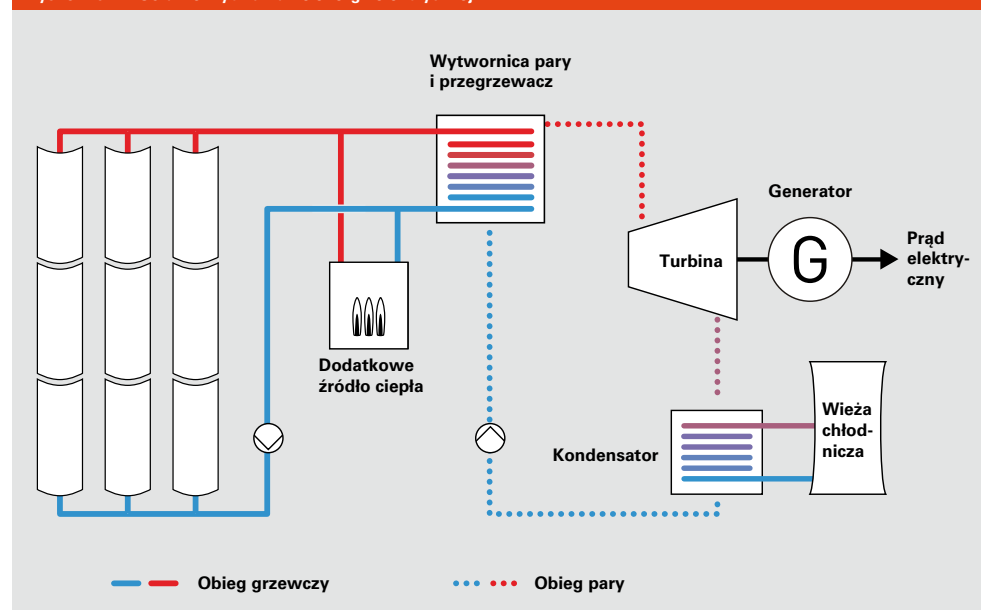 Wytwornica pary
i przegrzewacz
Generator
G
Prąd
elektry-
czny
Turbina
Dodatkowe
źródło ciepła
Wieża
chłod-
nicza
Kondensator
Obieg grzewczy
Obieg pary